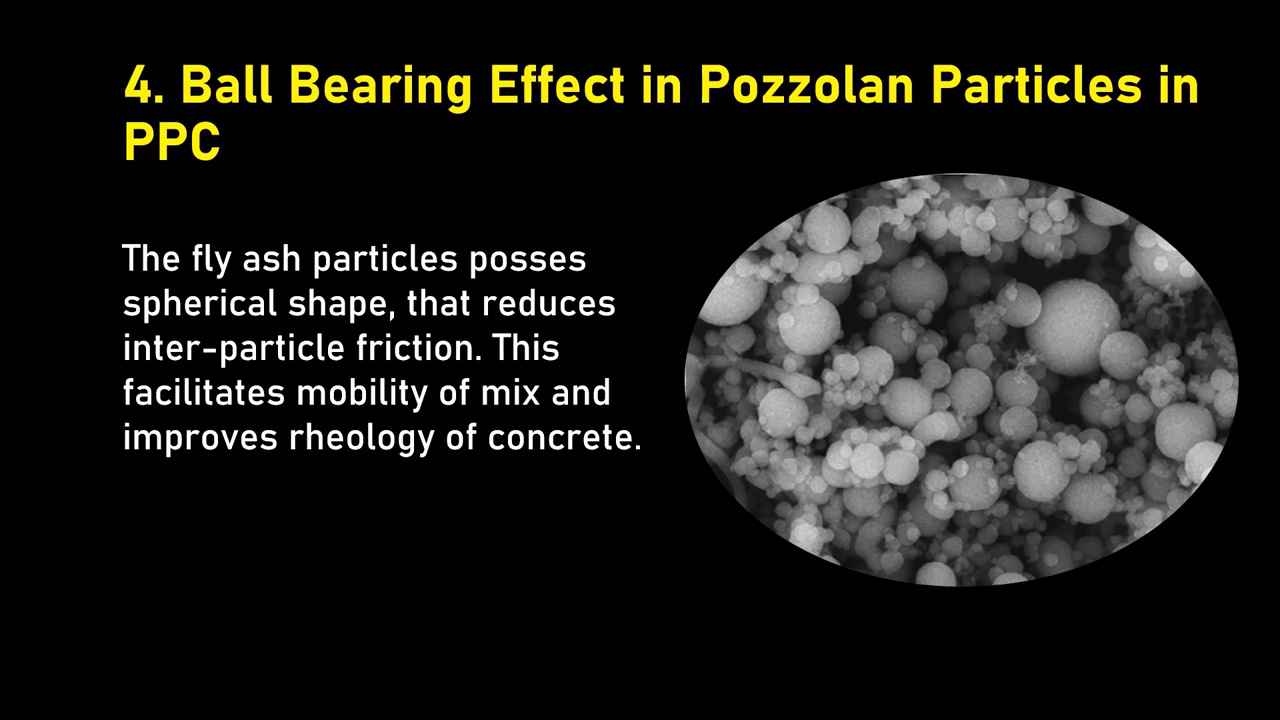 4. Ball Bearing Effect in Pozzolan Particles in
PPC
The fly ash particles posses
spherical shape, that reduces
inter-particle friction. This
facilitates mobility of mix and
improves rheology of concrete.